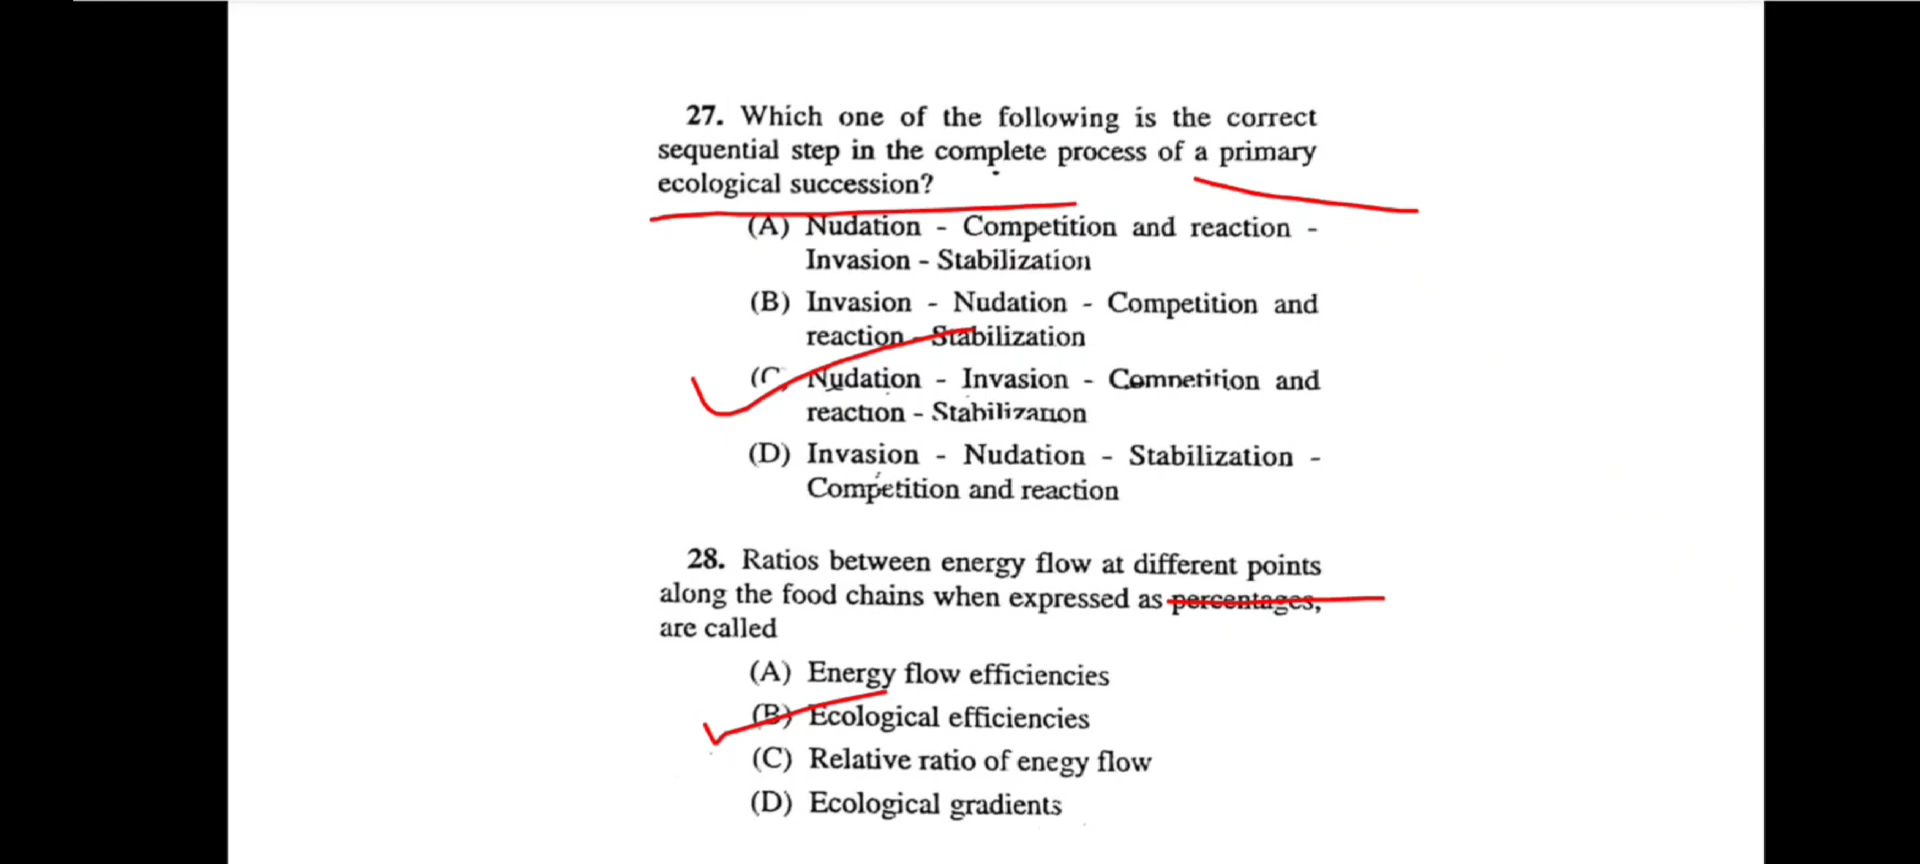 27. Which one of the following is the correct
sequential step in the complete process of a primary
ecological succession?
(A) Nudation - Competition and reaction -
Invasion - Stabilization
(B) Invasion - Nudation - Competition and
reaction - Stabilization
(C) Nudation - Invasion - Competition and
reaction - Stabilization
(D) Invasion - Nudation - Stabilization -
Competition and reaction
28. Ratios between energy flow at different points
along the food chains when expressed as percentages,
are called
(A) Energy flow efficiencies
(B) Ecological efficiencies
(C) Relative ratio of enegy flow
(D) Ecological gradients